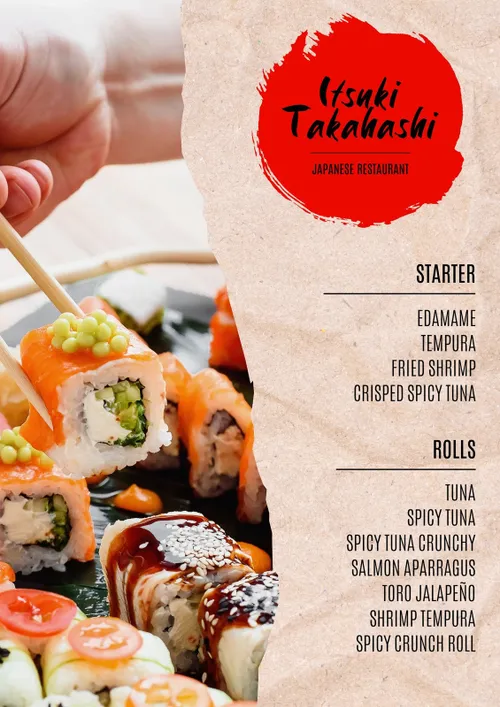 Itsuki
Takahashi
JAPANESE RESTAURANT
STARTER
EDAMAME
TEMPURA
FRIED SHRIMP
CRISPED SPICY TUNA
ROLLS
TUNA
SPICY TUNA
SPICY TUNA CRUNCHY
SALMON APARRAGUS
TORO JALAPEÑO
SHRIMP TEMPURA
SPICY CRUNCH ROLL